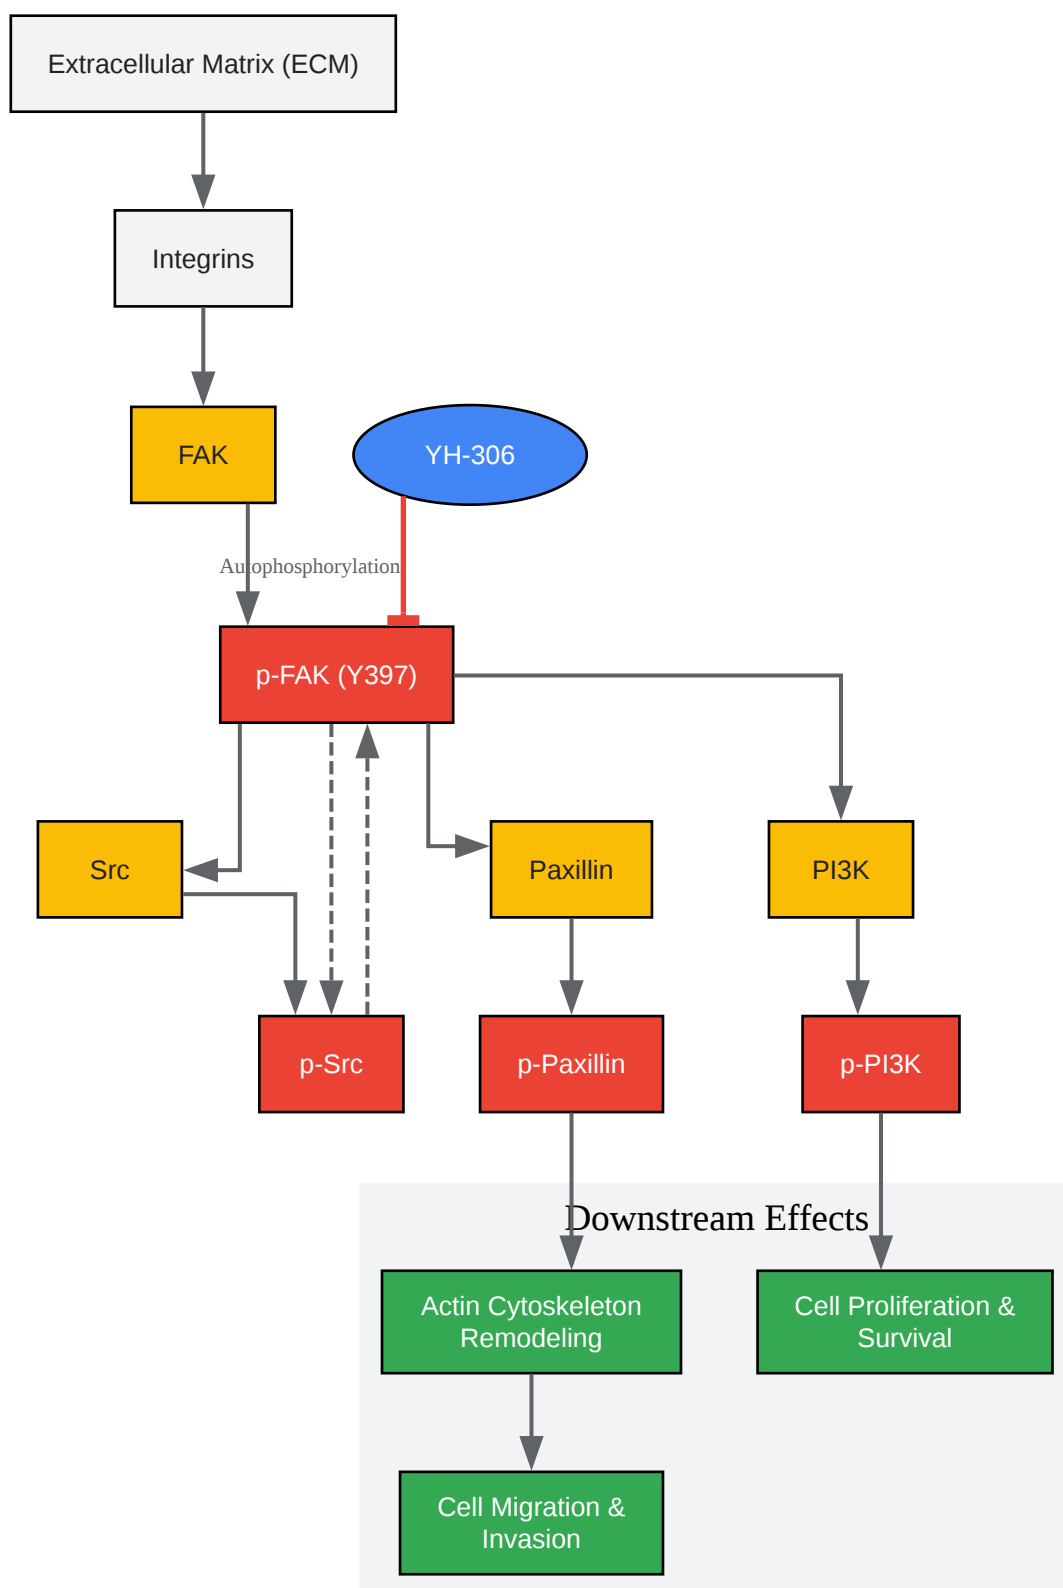 Extracellular Matrix (ECM)
Integrins
FAK
YH-306
Autophosphorylation
p-FAK (Y397)
Src
Paxillin
PI3K
p-Src
p-Paxillin
p-PI3K
Downstream Effects
Actin Cytoskeleton
Remodeling
Cell Proliferation &
Survival
Cell Migration &
Invasion